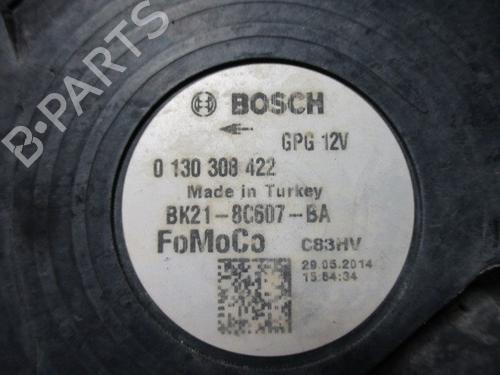 B-PARTS
BOSCH
GPG 12V
0 130 308 422
Made in Turkey
BK21-8C607-BA
FoMoCo C83HV
29.05.2014
15:54:34